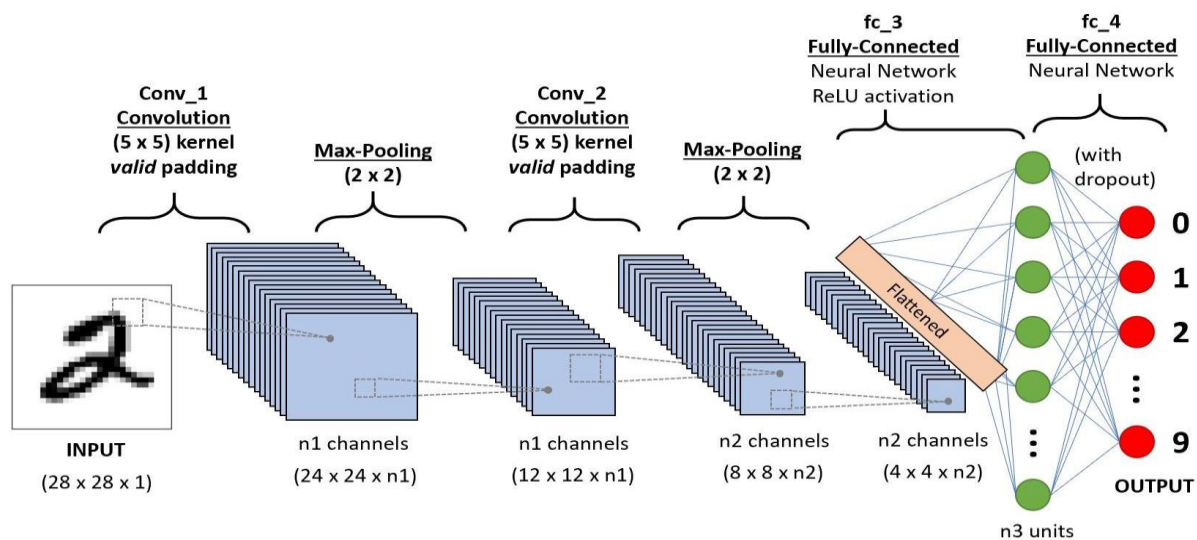 Conv_1
Convolution
(5 x 5) kernel
valid padding
Max-Pooling
(2 x 2)
Conv_2
Convolution
(5 x 5) kernel
valid padding
Max-Pooling
(2 x 2)
fc_3
Fully-Connected
Neural Network
ReLU activation
fc_4
Fully-Connected
Neural Network
(with
dropout)
2
INPUT
(28 x 28 x 1)
n1 channels
(24 x 24 x n1)
n1 channels
(12 x 12 x n1)
n2 channels
(8 x 8 x n2)
n2 channels
(4 x 4 x n2)
Flattened
n3 units
0
1
2
⋮
9
OUTPUT